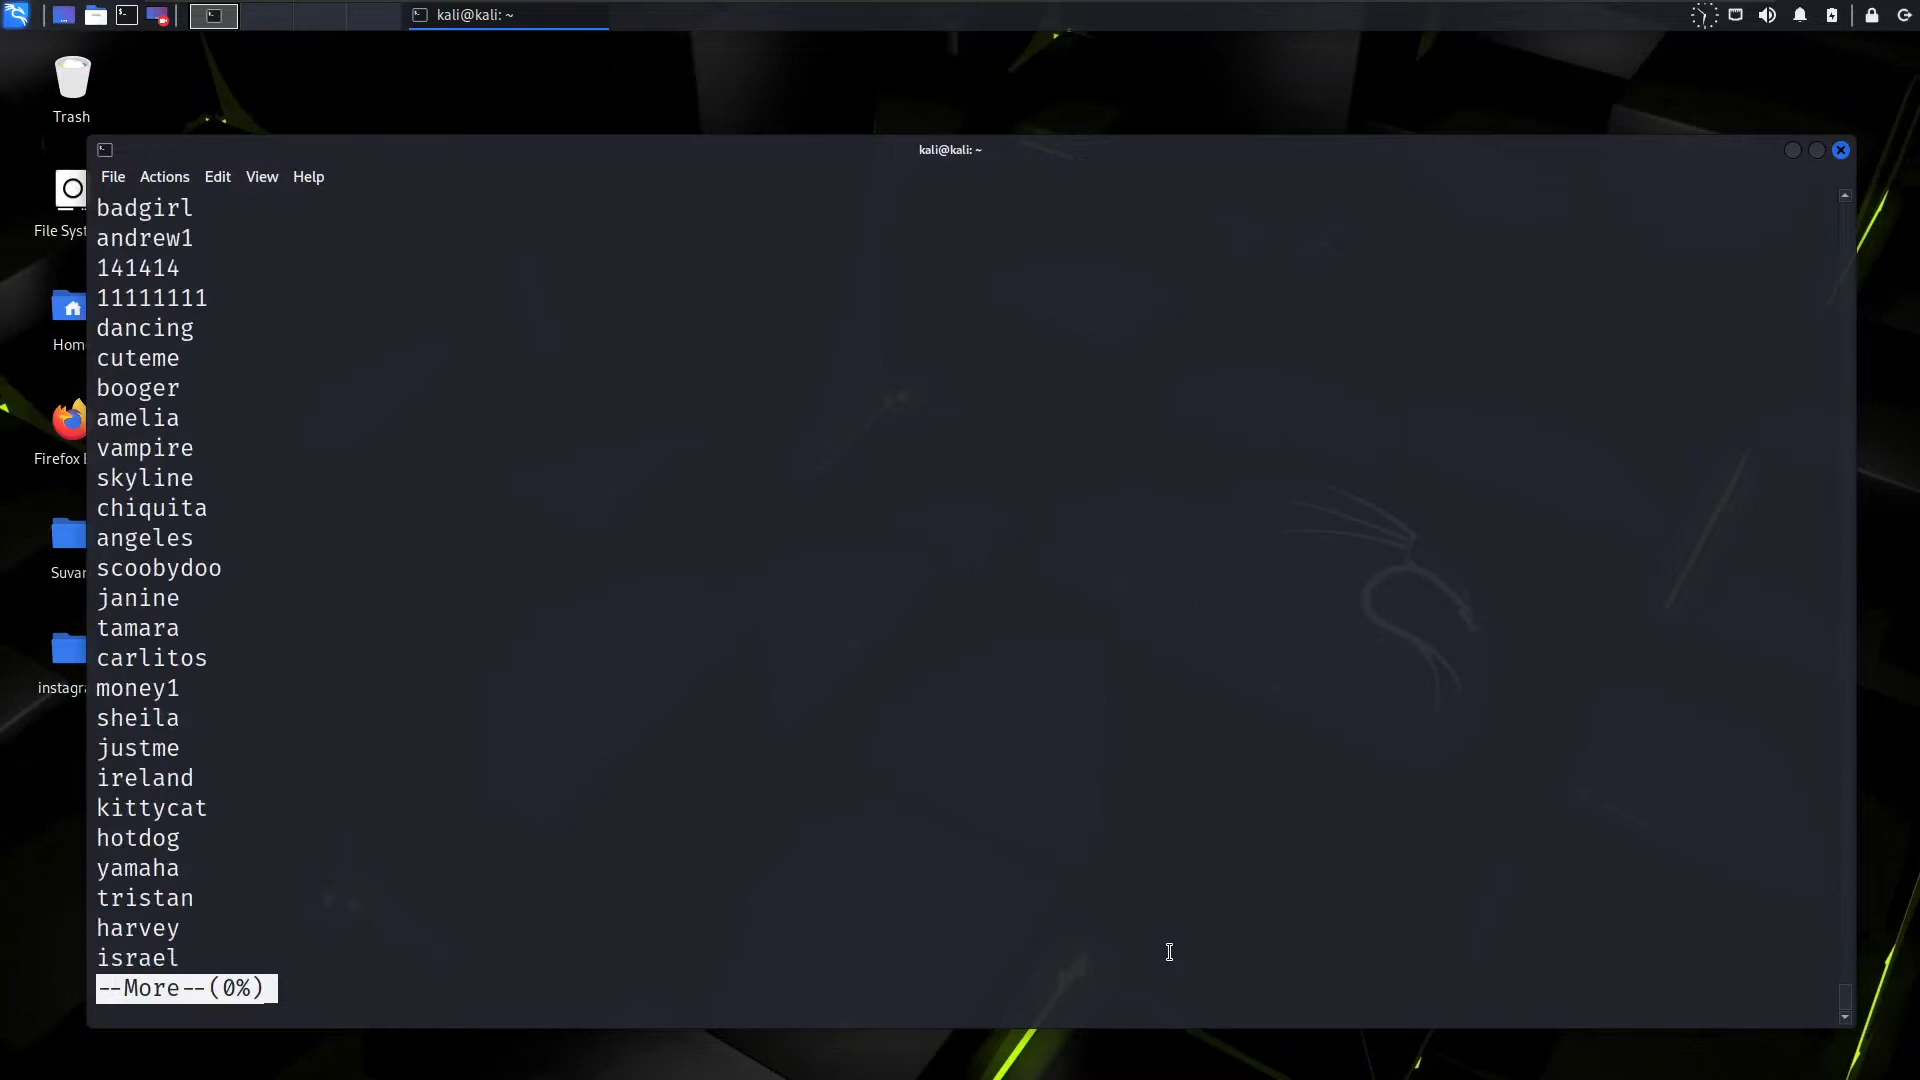 kali@kali: ~
Trash
kali@kali: ~
File Actions Edit View Help
File Syst
Hom
Firefox E
Suvar
instagra
badgirl
andrew1
141414
11111111
dancing
cuteme
booger
amelia
vampire
skyline
chiquita
angeles
scoobydoo
janine
tamara
carlitos
money1
sheila
justme
ireland
kittycat
hotdog
yamaha
tristan
harvey
israel
--More--(0%)